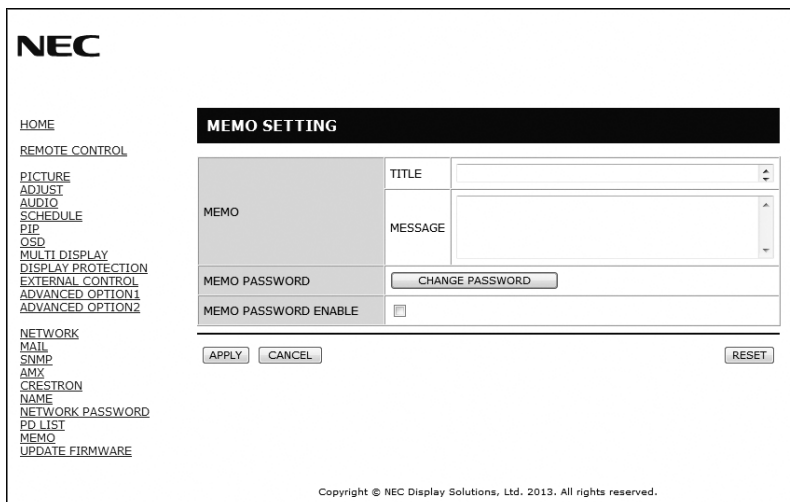 NEC
HOME
REMOTE CONTROL
PICTURE
ADJUST
AUDIO
SCHEDULE
PIP
OSD
MULTI DISPLAY
DISPLAY PROTECTION
EXTERNAL CONTROL
ADVANCED OPTION1
ADVANCED OPTION2
NETWORK
MAIL
SNMP
AMX
CRESTRON
NAME
NETWORK PASSWORD
PD LIST
MEMO
UPDATE FIRMWARE
MEMO SETTING
MEMO
TITLE
MESSAGE
MEMO PASSWORD
CHANGE PASSWORD
MEMO PASSWORD ENABLE
APPLY CANCEL RESET
Copyright © NEC Display Solutions, Ltd. 2013. All rights reserved.